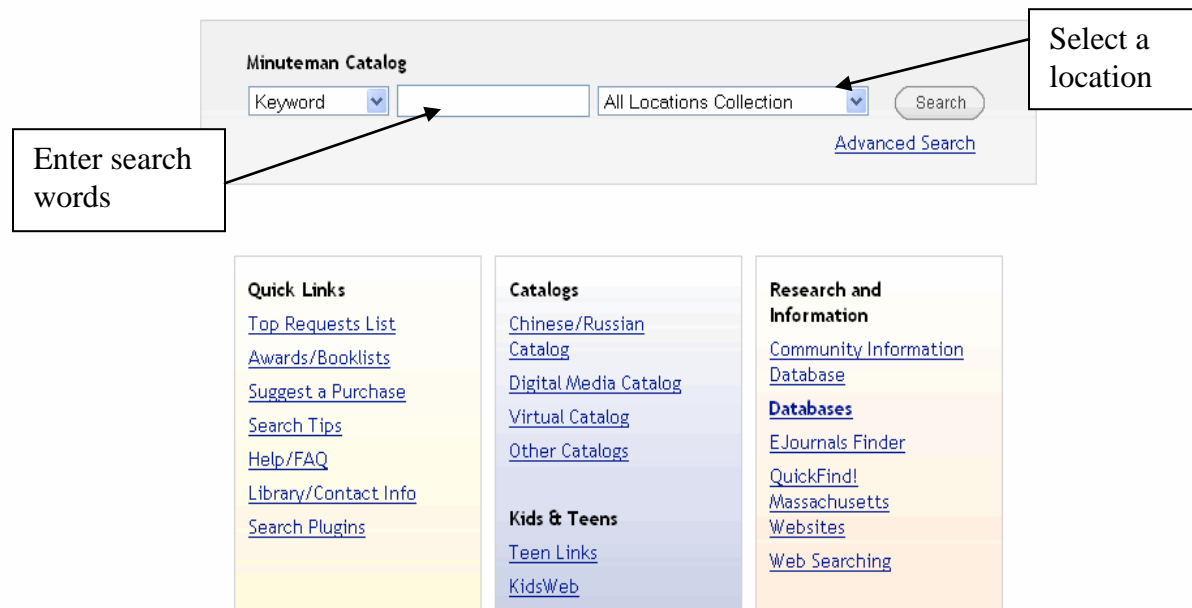 Select a
location
Minuteman Catalog
Keyword
All Locations Collection
Search
Advanced Search
Enter search
words
Quick Links
Top Requests List
Awards/Booklists
Suggest a Purchase
Search Tips
Help/FAQ
Library/Contact Info
Search Plugins
Catalogs
Chinese/Russian
Catalog
Digital Media Catalog
Virtual Catalog
Other Catalogs
Kids & Teens
Teen Links
KidsWeb
Research and
Information
Community Information
Database
Databases
EJournals Finder
QuickFind!
Massachusetts
Websites
Web Searching